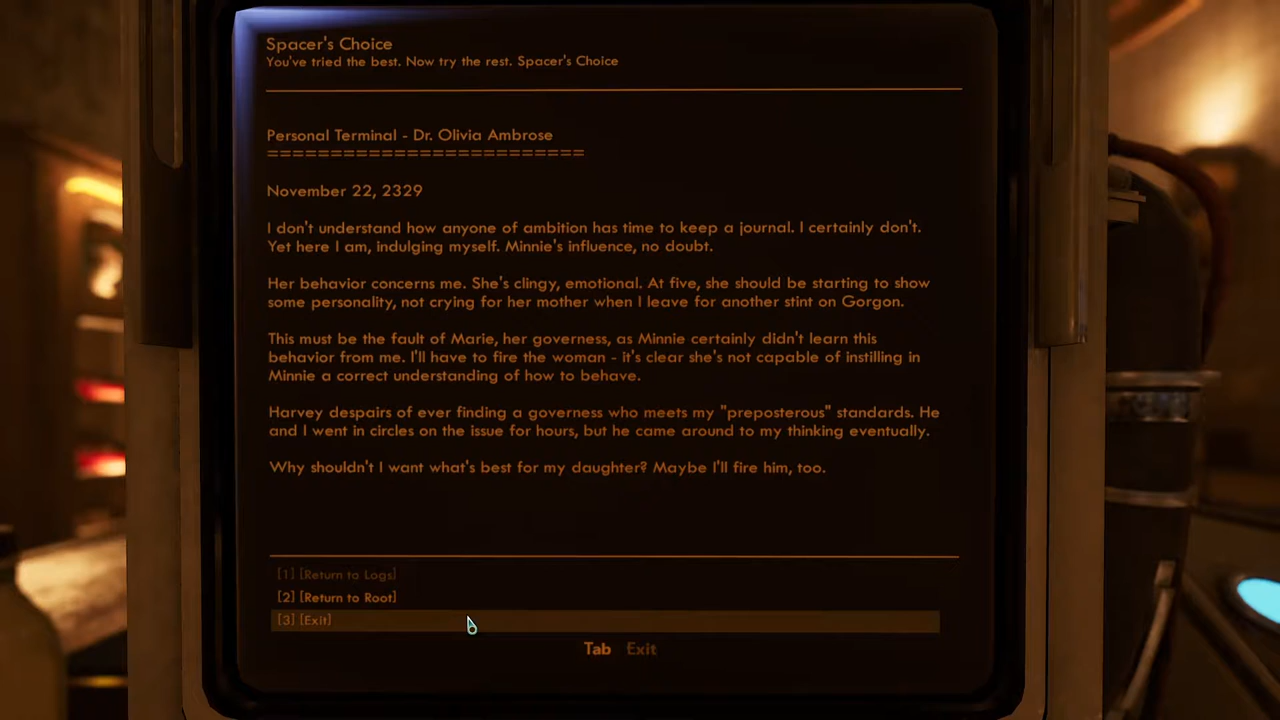 Spacer's Choice
You've tried the best. Now try the rest. Spacer's Choice
Personal Terminal - Dr. Olivia Ambrose
=========================
November 22, 2329
I don't understand how anyone of ambition has time to keep a journal. I certainly don't.
Yet here I am, indulging myself. Minnie's influence, no doubt.
Her behavior concerns me. She's clingy, emotional. At five, she should be starting to show
some personality, not crying for her mother when I leave for another stint on Gorgon.
This must be the fault of Marie, her governess, as Minnie certainly didn't learn this
behavior from me. I'll have to fire the woman - it's clear she's not capable of instilling in
Minnie a correct understanding of how to behave.
Harvey despairs of ever finding a governess who meets my "preposterous" standards. He
and I went in circles on the issue for hours, but he came around to my thinking eventually.
Why shouldn't I want what's best for my daughter? Maybe I'll fire him, too.
[1] [Return to Logs]
[2] [Return to Root]
[3] [Exit]
Tab Exit